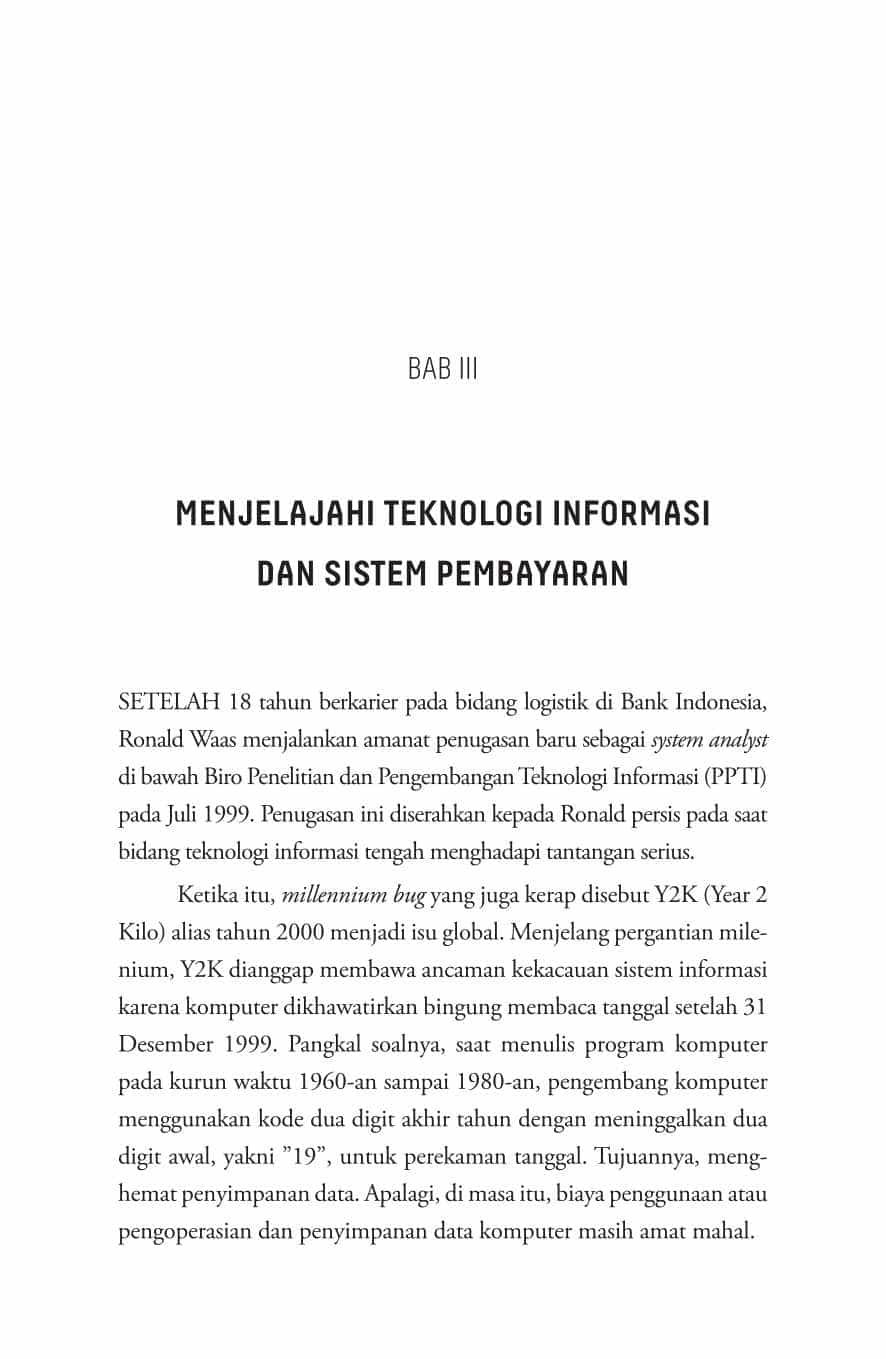 BAB III
MENJELAJAHI TEKNOLOGI INFORMASI
DAN SISTEM PEMBAYARAN
SETELAH 18 tahun berkarier pada bidang logistik di Bank Indonesia,
Ronald Waas menjalankan amanat penugasan baru sebagai system analyst
di bawah Biro Penelitian dan Pengembangan Teknologi Informasi (PPTI)
pada Juli 1999. Penugasan ini diserahkan kepada Ronald persis pada saat
bidang teknologi informasi tengah menghadapi tantangan serius.
Ketika itu, millennium bug yang juga kerap disebut Y2K (Year 2
Kilo) alias tahun 2000 menjadi isu global. Menjelang pergantian mile-
nium, Y2K dianggap membawa ancaman kekacauan sistem informasi
karena komputer dikhawatirkan bingung membaca tanggal setelah 31
Desember 1999. Pangkal soalnya, saat menulis program komputer
pada kurun waktu 1960-an sampai 1980-an, pengembang komputer
menggunakan kode dua digit akhir tahun dengan meninggalkan dua
digit awal, yakni ”19”, untuk perekaman tanggal. Tujuannya, meng-
hemat penyimpanan data. Apalagi, di masa itu, biaya penggunaan atau
pengoperasian dan penyimpanan data komputer masih amat mahal.